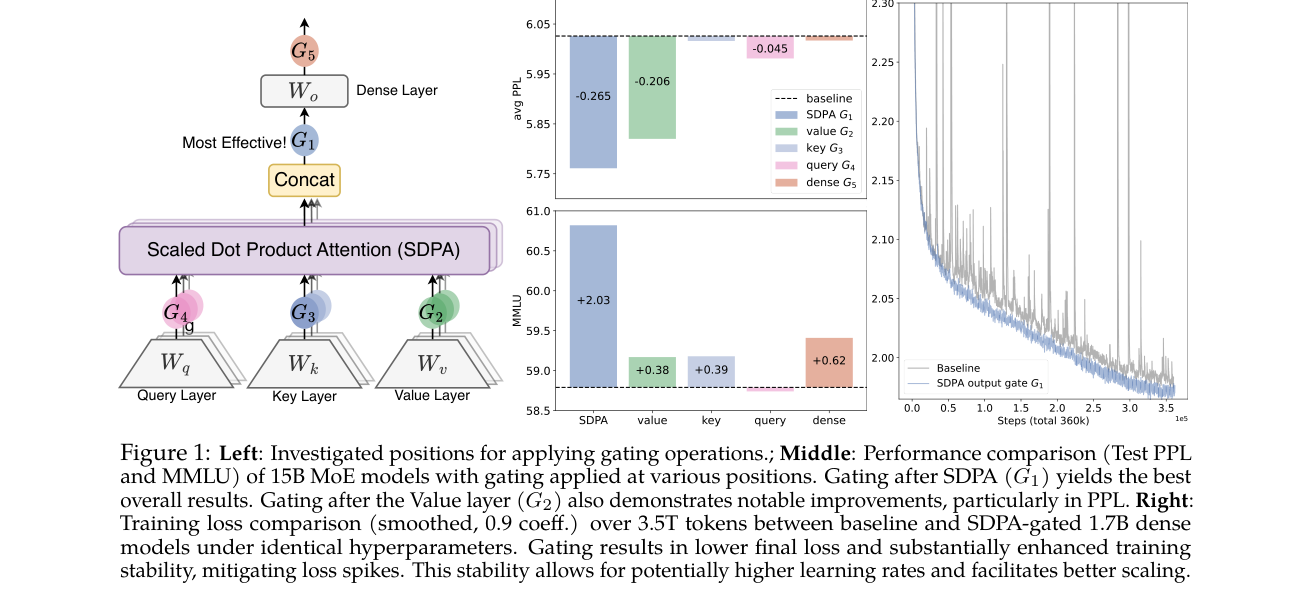 G5
Wo
Dense Layer
Most Effective! G1
Concat
Scaled Dot Product Attention (SDPA)
G4
g
G3
G2
Wq
Wk
Wv
Query Layer
Key Layer
Value Layer
avg PPL
6.05
5.95
5.85
5.75
-0.265
-0.206
-0.045
baseline
SDPA G1
value G2
key G3
query G4
dense G5
MMLU
61.0
60.5
60.0
59.5
59.0
58.5
+2.03
+0.38
+0.39
+0.62
SDPA value key query dense
2.30
2.25
2.20
2.15
2.10
2.05
2.00
Baseline
SDPA output gate G1
0.0 0.5 1.0 1.5 2.0 2.5 3.0 3.5
1e5
Steps (total 360k)
Figure 1: Left: Investigated positions for applying gating operations.; Middle: Performance comparison (Test PPL
and MMLU) of 15B MoE models with gating applied at various positions. Gating after SDPA (G1) yields the best
overall results. Gating after the Value layer (G2) also demonstrates notable improvements, particularly in PPL. Right:
Training loss comparison (smoothed, 0.9 coeff.) over 3.5T tokens between baseline and SDPA-gated 1.7B dense
models under identical hyperparameters. Gating results in lower final loss and substantially enhanced training
stability, mitigating loss spikes. This stability allows for potentially higher learning rates and facilitates better scaling.